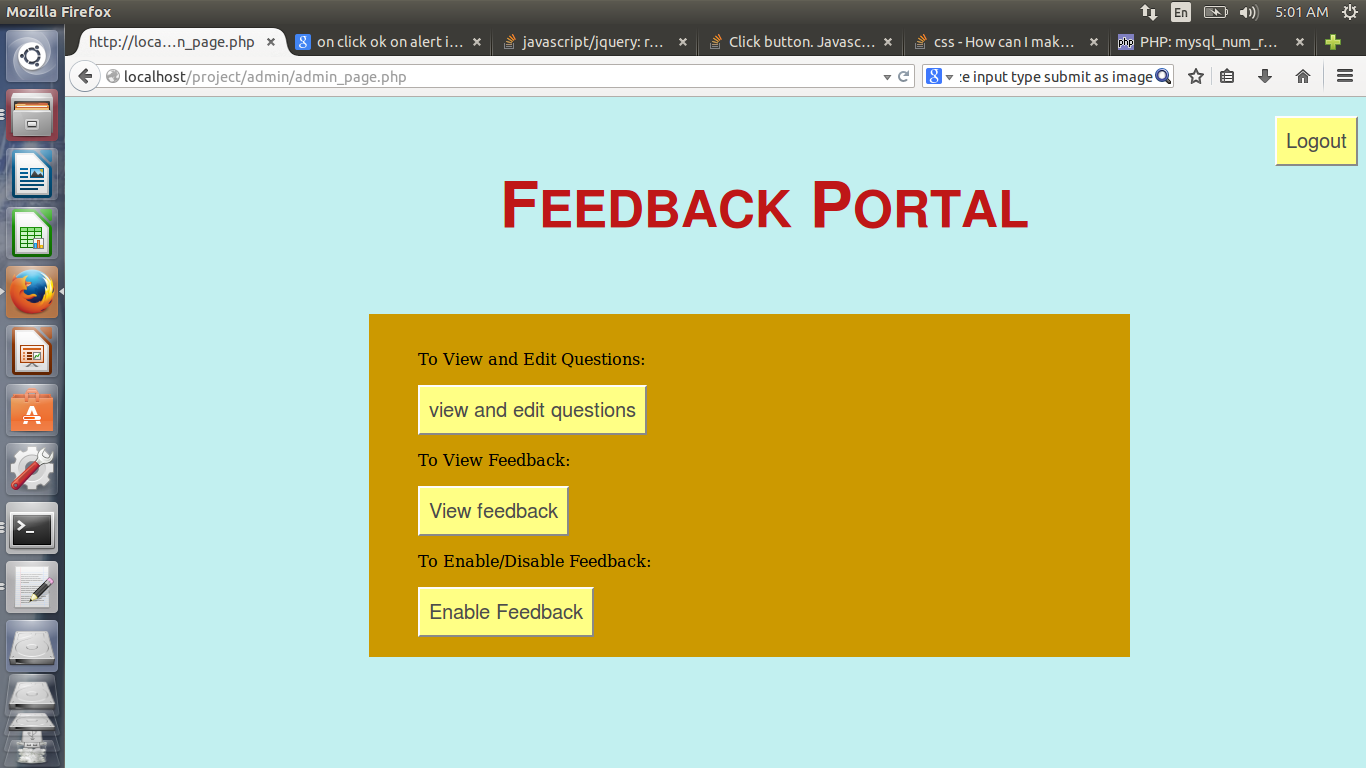 Mozilla Firefox
En
5:01 AM
http://loca...n_page.php
on click ok on alert i...
javascript/jquery: r...
Click button. Javasc...
css - How can I mak...
php
PHP: mysql_num_r...
localhost/project/admin/admin_page.php
e input type submit as image
Logout
FEEDBACK PORTAL
To View and Edit Questions:
view and edit questions
To View Feedback:
View feedback
To Enable/Disable Feedback:
Enable Feedback